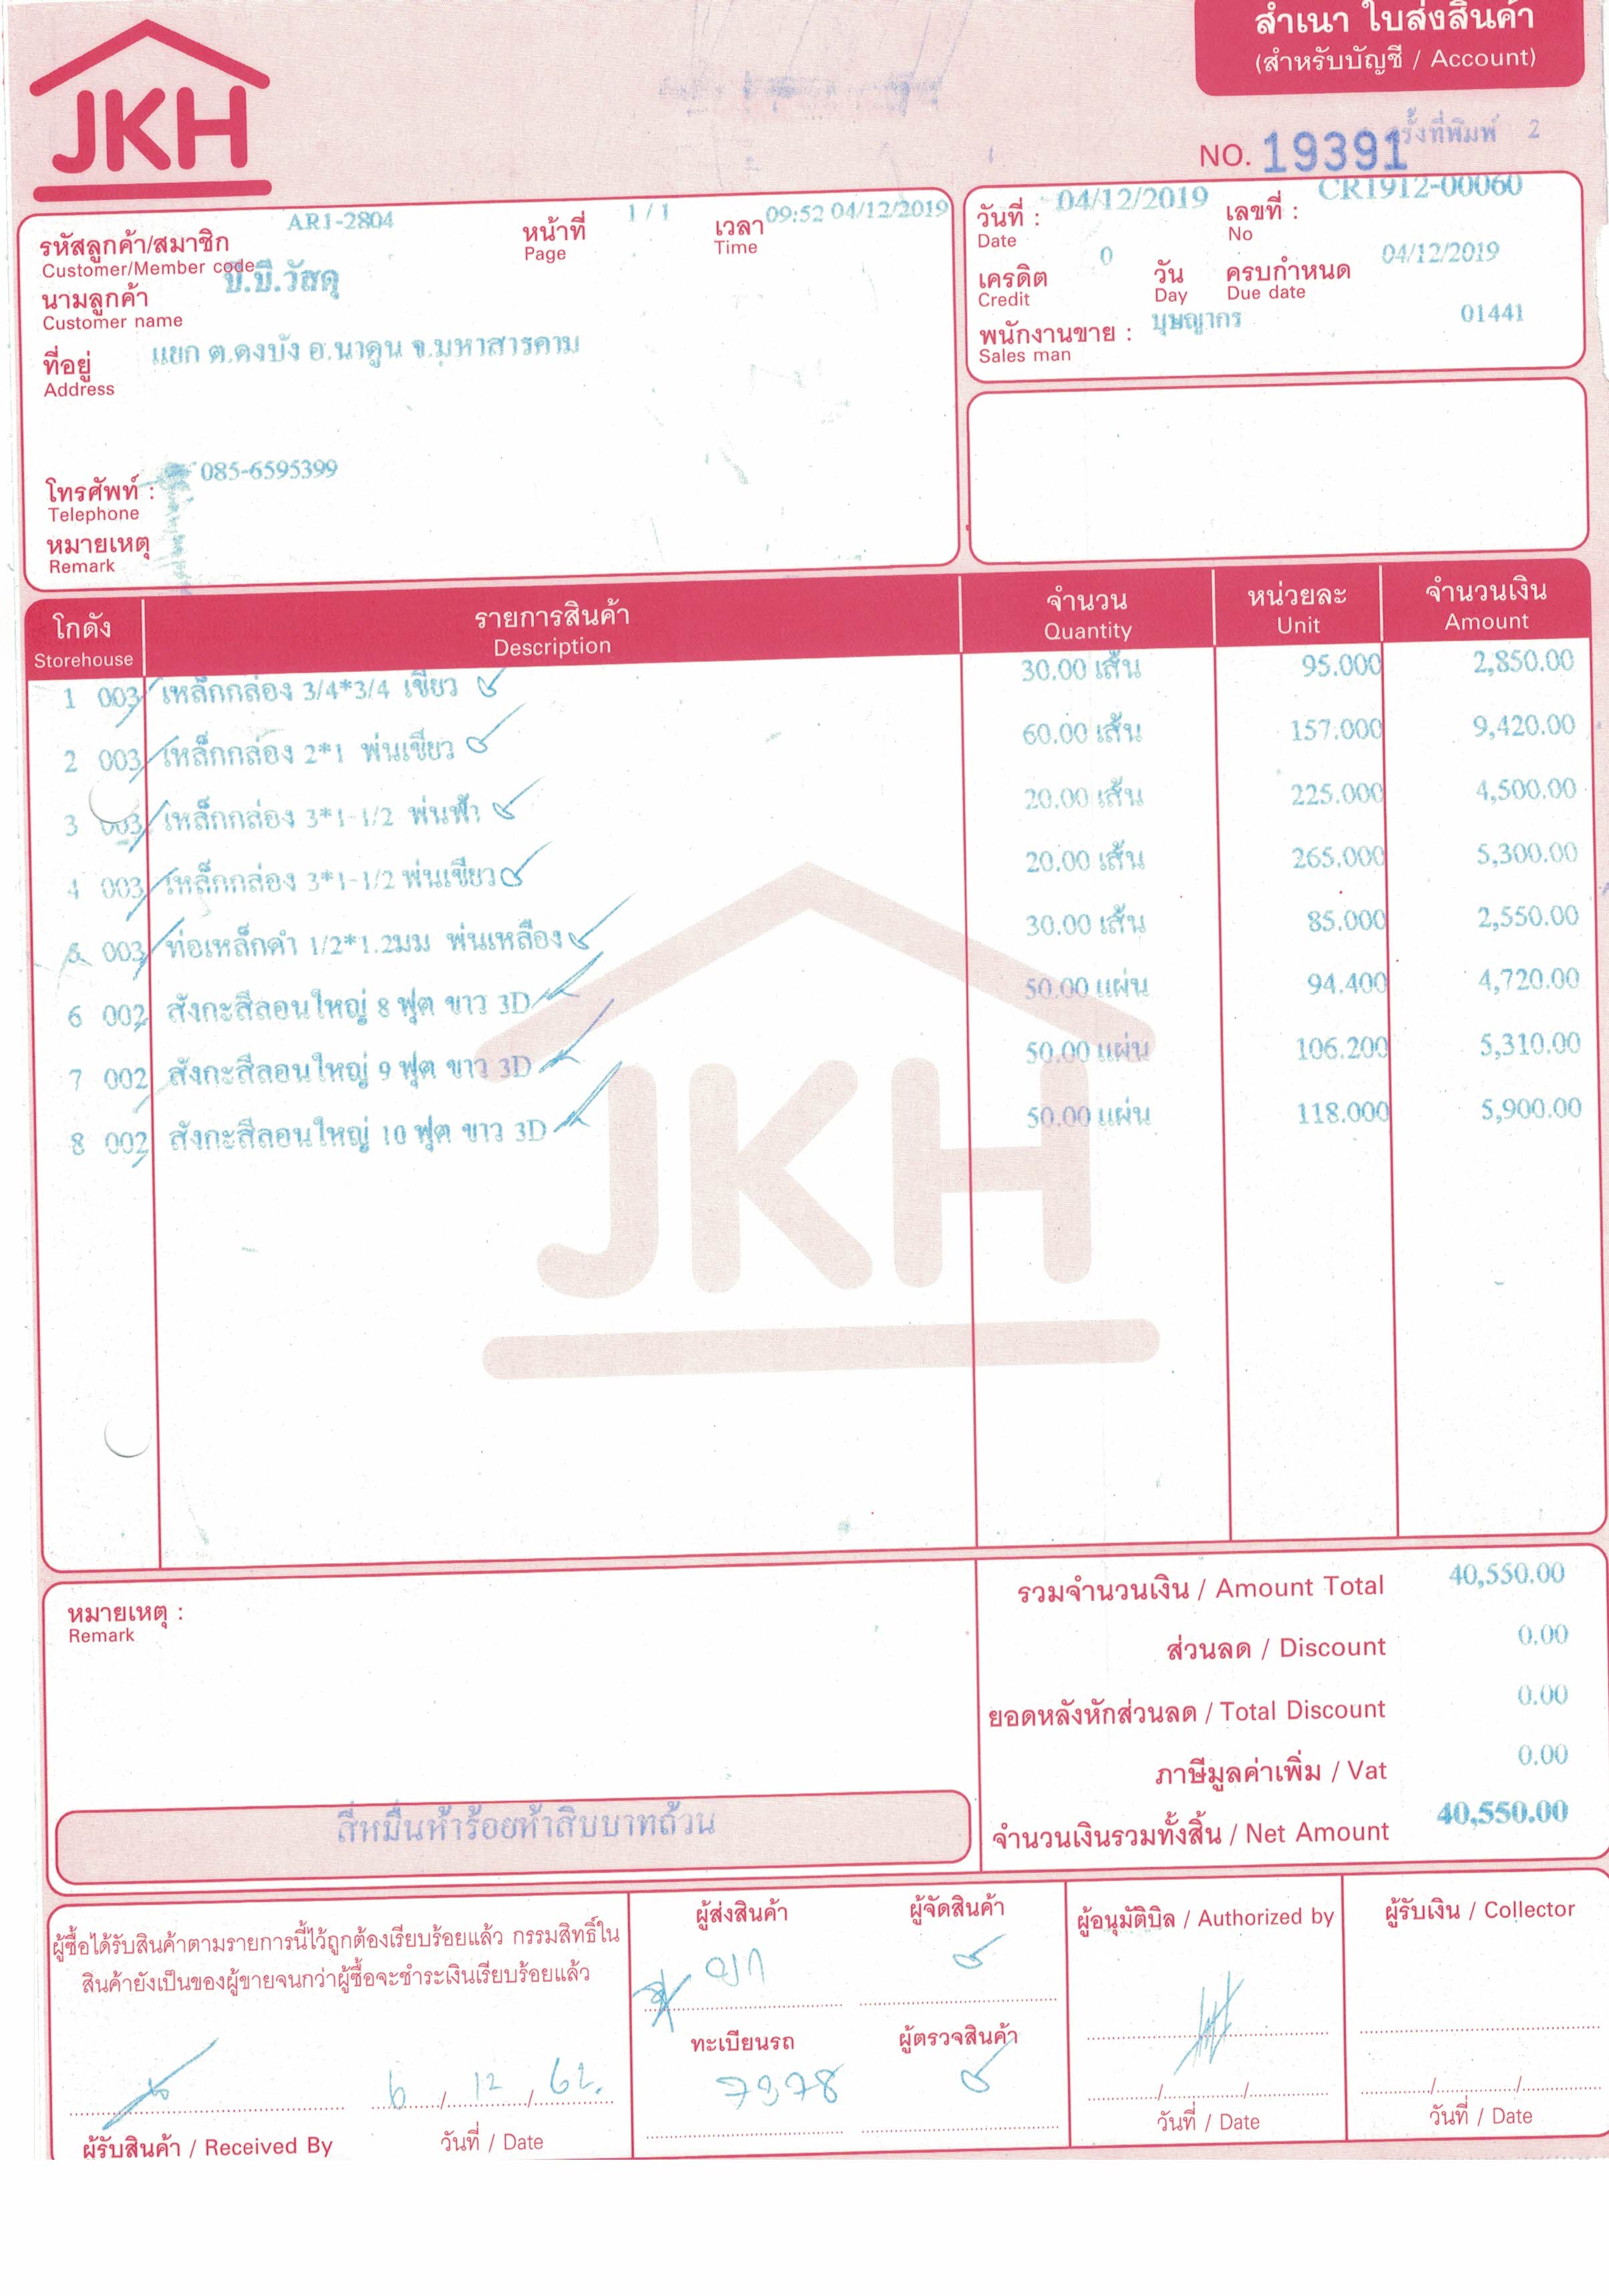 สำเนา ใบส่งสินค้า
(สำหรับบัญชี / Account)
JKH
NO. 19391 ครั้งที่พิมพ์ 2
รหัสลูกค้า/สมาชิก AR1-2804 หน้าที่ 1 / 1 เวลา 09:52 04/12/2019
Customer/Member code Page Time
นามลูกค้า บี.บี.วัสดุ
Customer name
ที่อยู่ แยก ต.ดงบัง อ.นาดูน จ.มหาสารคาม
Address
โทรศัพท์ : 085-6595399
Telephone
หมายเหตุ
Remark
วันที่ : 04/12/2019 เลขที่ : CR1912-00060
Date No
เครดิต 0 วัน ครบกำหนด 04/12/2019
Credit Day Due date
พนักงานขาย : บุษญากร 01441
Sales man
โกดัง รายการสินค้า จำนวน หน่วยละ จำนวนเงิน
Storehouse Description Quantity Unit Amount
1 003 เหล็กกล่อง 3/4*3/4 เขียว 30.00 เส้น 95.000 2,850.00
2 003 เหล็กกล่อง 2*1 พ่นเขียว 60.00 เส้น 157.000 9,420.00
3 003 เหล็กกล่อง 3*1-1/2 พ่นฟ้า 20.00 เส้น 225.000 4,500.00
4 003 เหล็กกล่อง 3*1-1/2 พ่นเขียว 20.00 เส้น 265.000 5,300.00
5 003 ท่อเหล็กดำ 1/2*1.2มม พ่นเหลือง 30.00 เส้น 85.000 2,550.00
6 002 สังกะสีลอนใหญ่ 8 ฟุต ขาว 3D 50.00 แผ่น 94.400 4,720.00
7 002 สังกะสีลอนใหญ่ 9 ฟุต ขาว 3D 50.00 แผ่น 106.200 5,310.00
8 002 สังกะสีลอนใหญ่ 10 ฟุต ขาว 3D 50.00 แผ่น 118.000 5,900.00
JKH
หมายเหตุ :
Remark
รวมจำนวนเงิน / Amount Total 40,550.00
ส่วนลด / Discount 0.00
ยอดหลังหักส่วนลด / Total Discount 0.00
ภาษีมูลค่าเพิ่ม / Vat 0.00
จำนวนเงินรวมทั้งสิ้น / Net Amount 40,550.00
สี่หมื่นห้าร้อยห้าสิบบาทถ้วน
ผู้ซื้อได้รับสินค้าตามรายการนี้ไว้ถูกต้องเรียบร้อยแล้ว กรรมสิทธิ์ใน
สินค้ายังเป็นของผู้ขายจนกว่าผู้ซื้อจะชำระเงินเรียบร้อยแล้ว
6 / 12 / 62.
ผู้รับสินค้า / Received By วันที่ / Date
ผู้ส่งสินค้า ผู้จัดสินค้า
ทะเบียนรถ ผู้ตรวจสินค้า
7378
ผู้อนุมัติบิล / Authorized by
วันที่ / Date
ผู้รับเงิน / Collector
วันที่ / Date